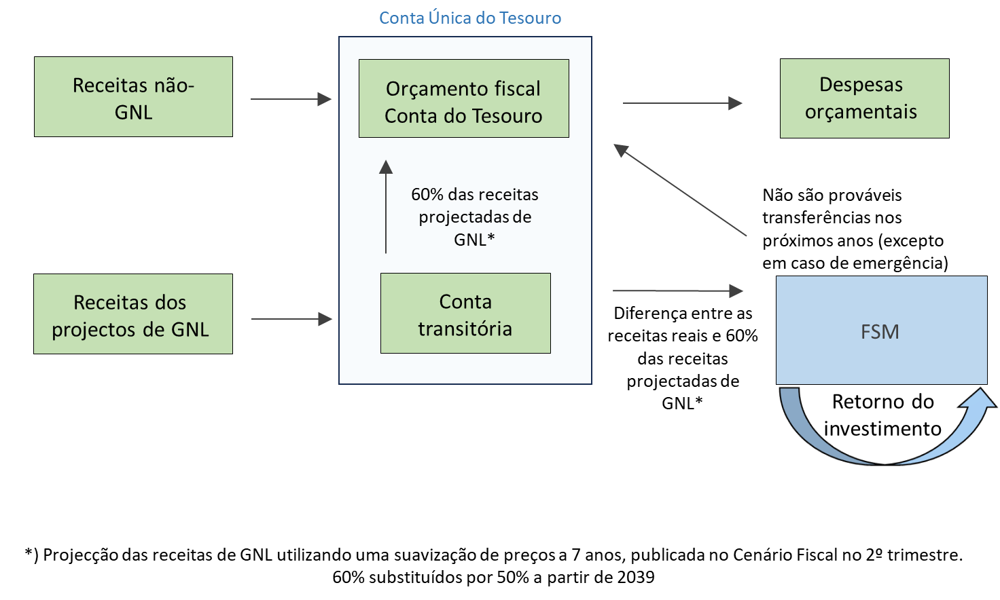 Conta Única do Tesouro
Receitas não-
GNL
Orçamento fiscal
Conta do Tesouro
Despesas
orçamentais
60% das receitas
projectadas de
GNL*
Não são prováveis
transferências nos
próximos anos (excepto
em caso de emergência)
Receitas dos
projectos de GNL
Conta
transitória
Diferença entre as
receitas reais e 60%
das receitas
projectadas de
GNL*
FSM
Retorno do
investimento
*) Projecção das receitas de GNL utilizando uma suavização de preços a 7 anos, publicada no Cenário Fiscal no 2º trimestre.
60% substituídos por 50% a partir de 2039